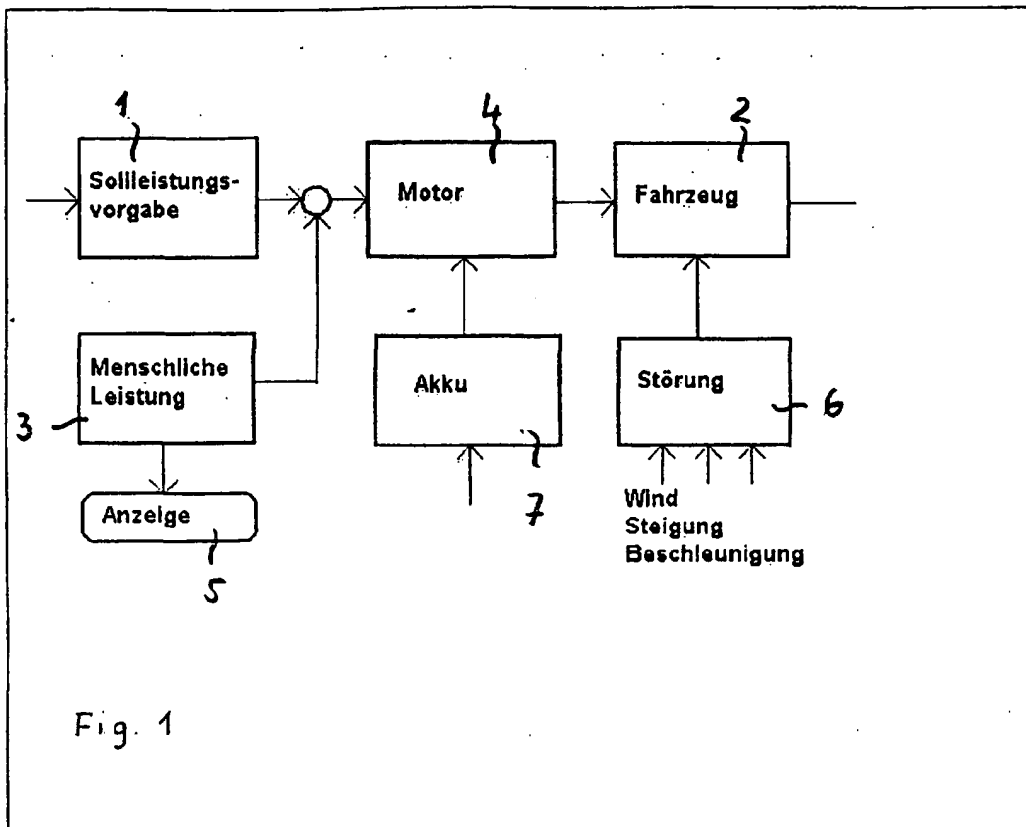 1
4
2
Sollleistungs-
vorgabe
Motor
Fahrzeug
Menschliche
Leistung
Akku
Störung
3
6
Anzeige
7
5
Wind
Steigung
Beschleunigung
Fig. 1